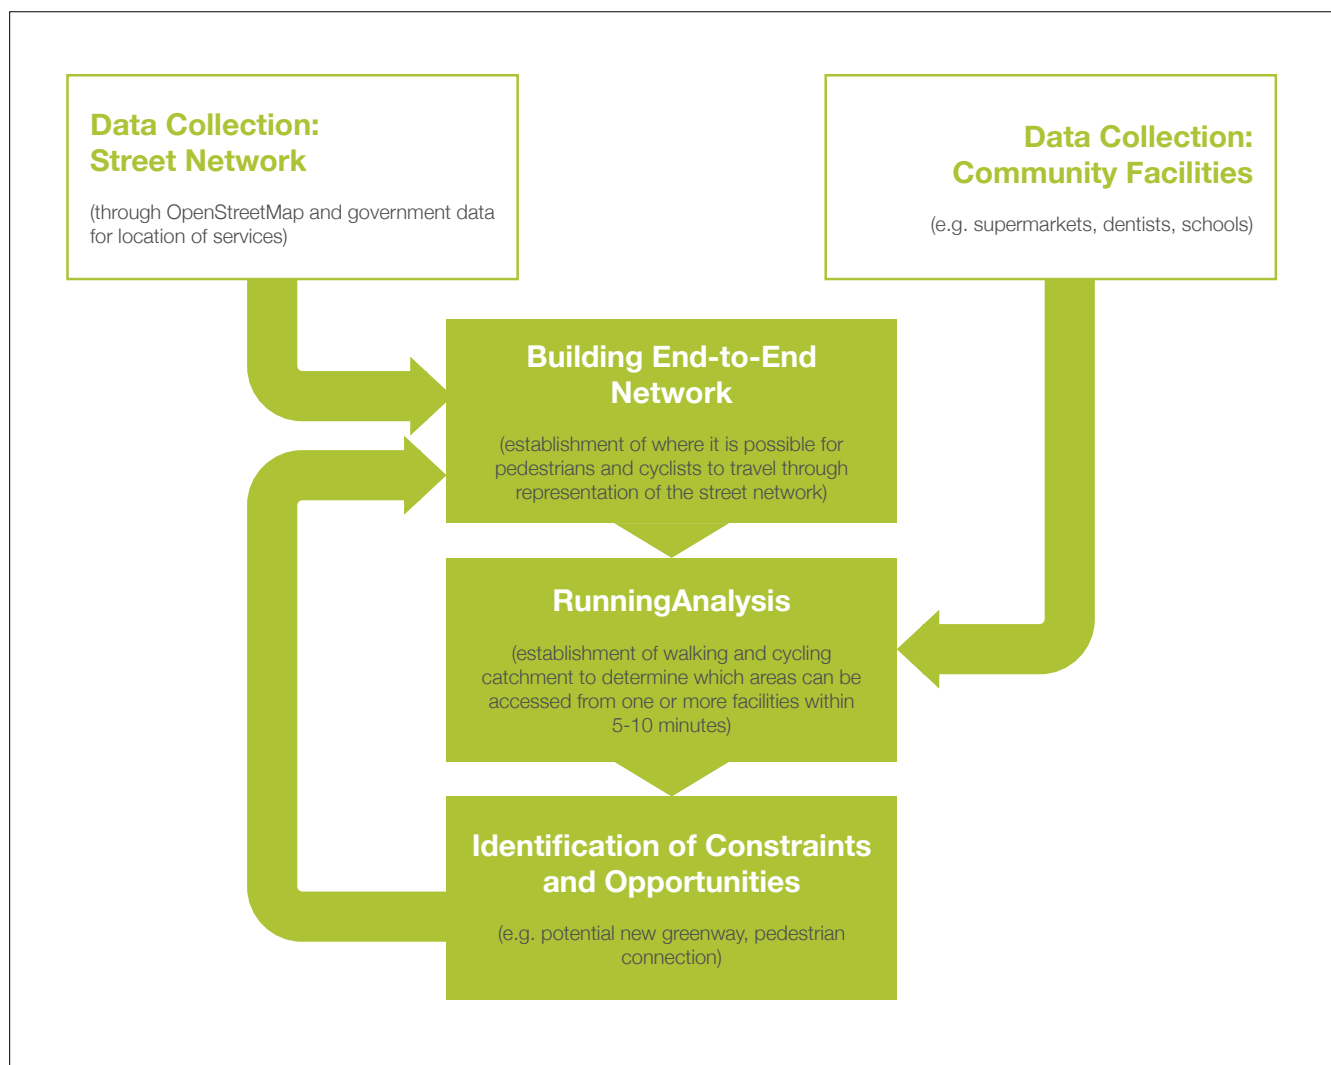 Data Collection:
Street Network
(through OpenStreetMap and government data
for location of services)
Data Collection:
Community Facilities
(e.g. supermarkets, dentists, schools)
Building End-to-End
Network
(establishment of where it is possible for
pedestrians and cyclists to travel through
representation of the street network)
RunningAnalysis
(establishment of walking and cycling
catchment to determine which areas can be
accessed from one or more facilities within
5-10 minutes)
Identification of Constraints
and Opportunities
(e.g. potential new greenway, pedestrian
connection)